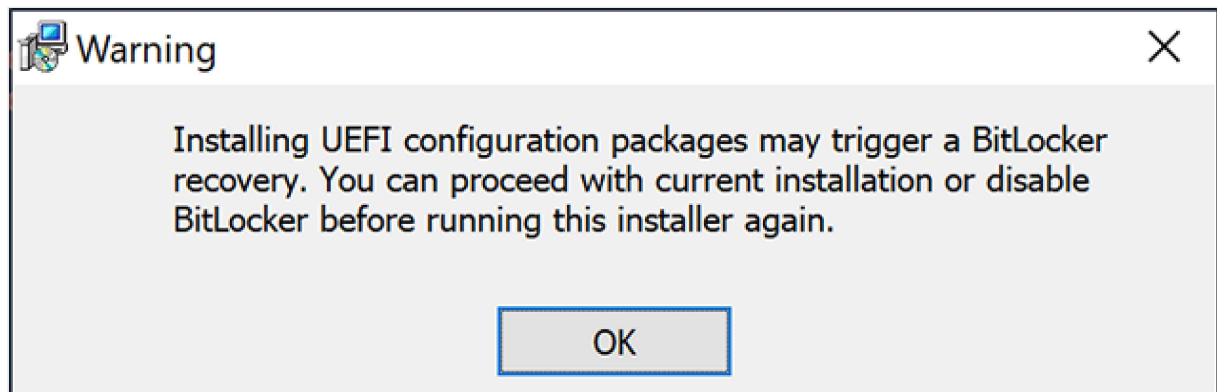 Warning
Installing UEFI configuration packages may trigger a BitLocker
recovery. You can proceed with current installation or disable
BitLocker before running this installer again.
OK